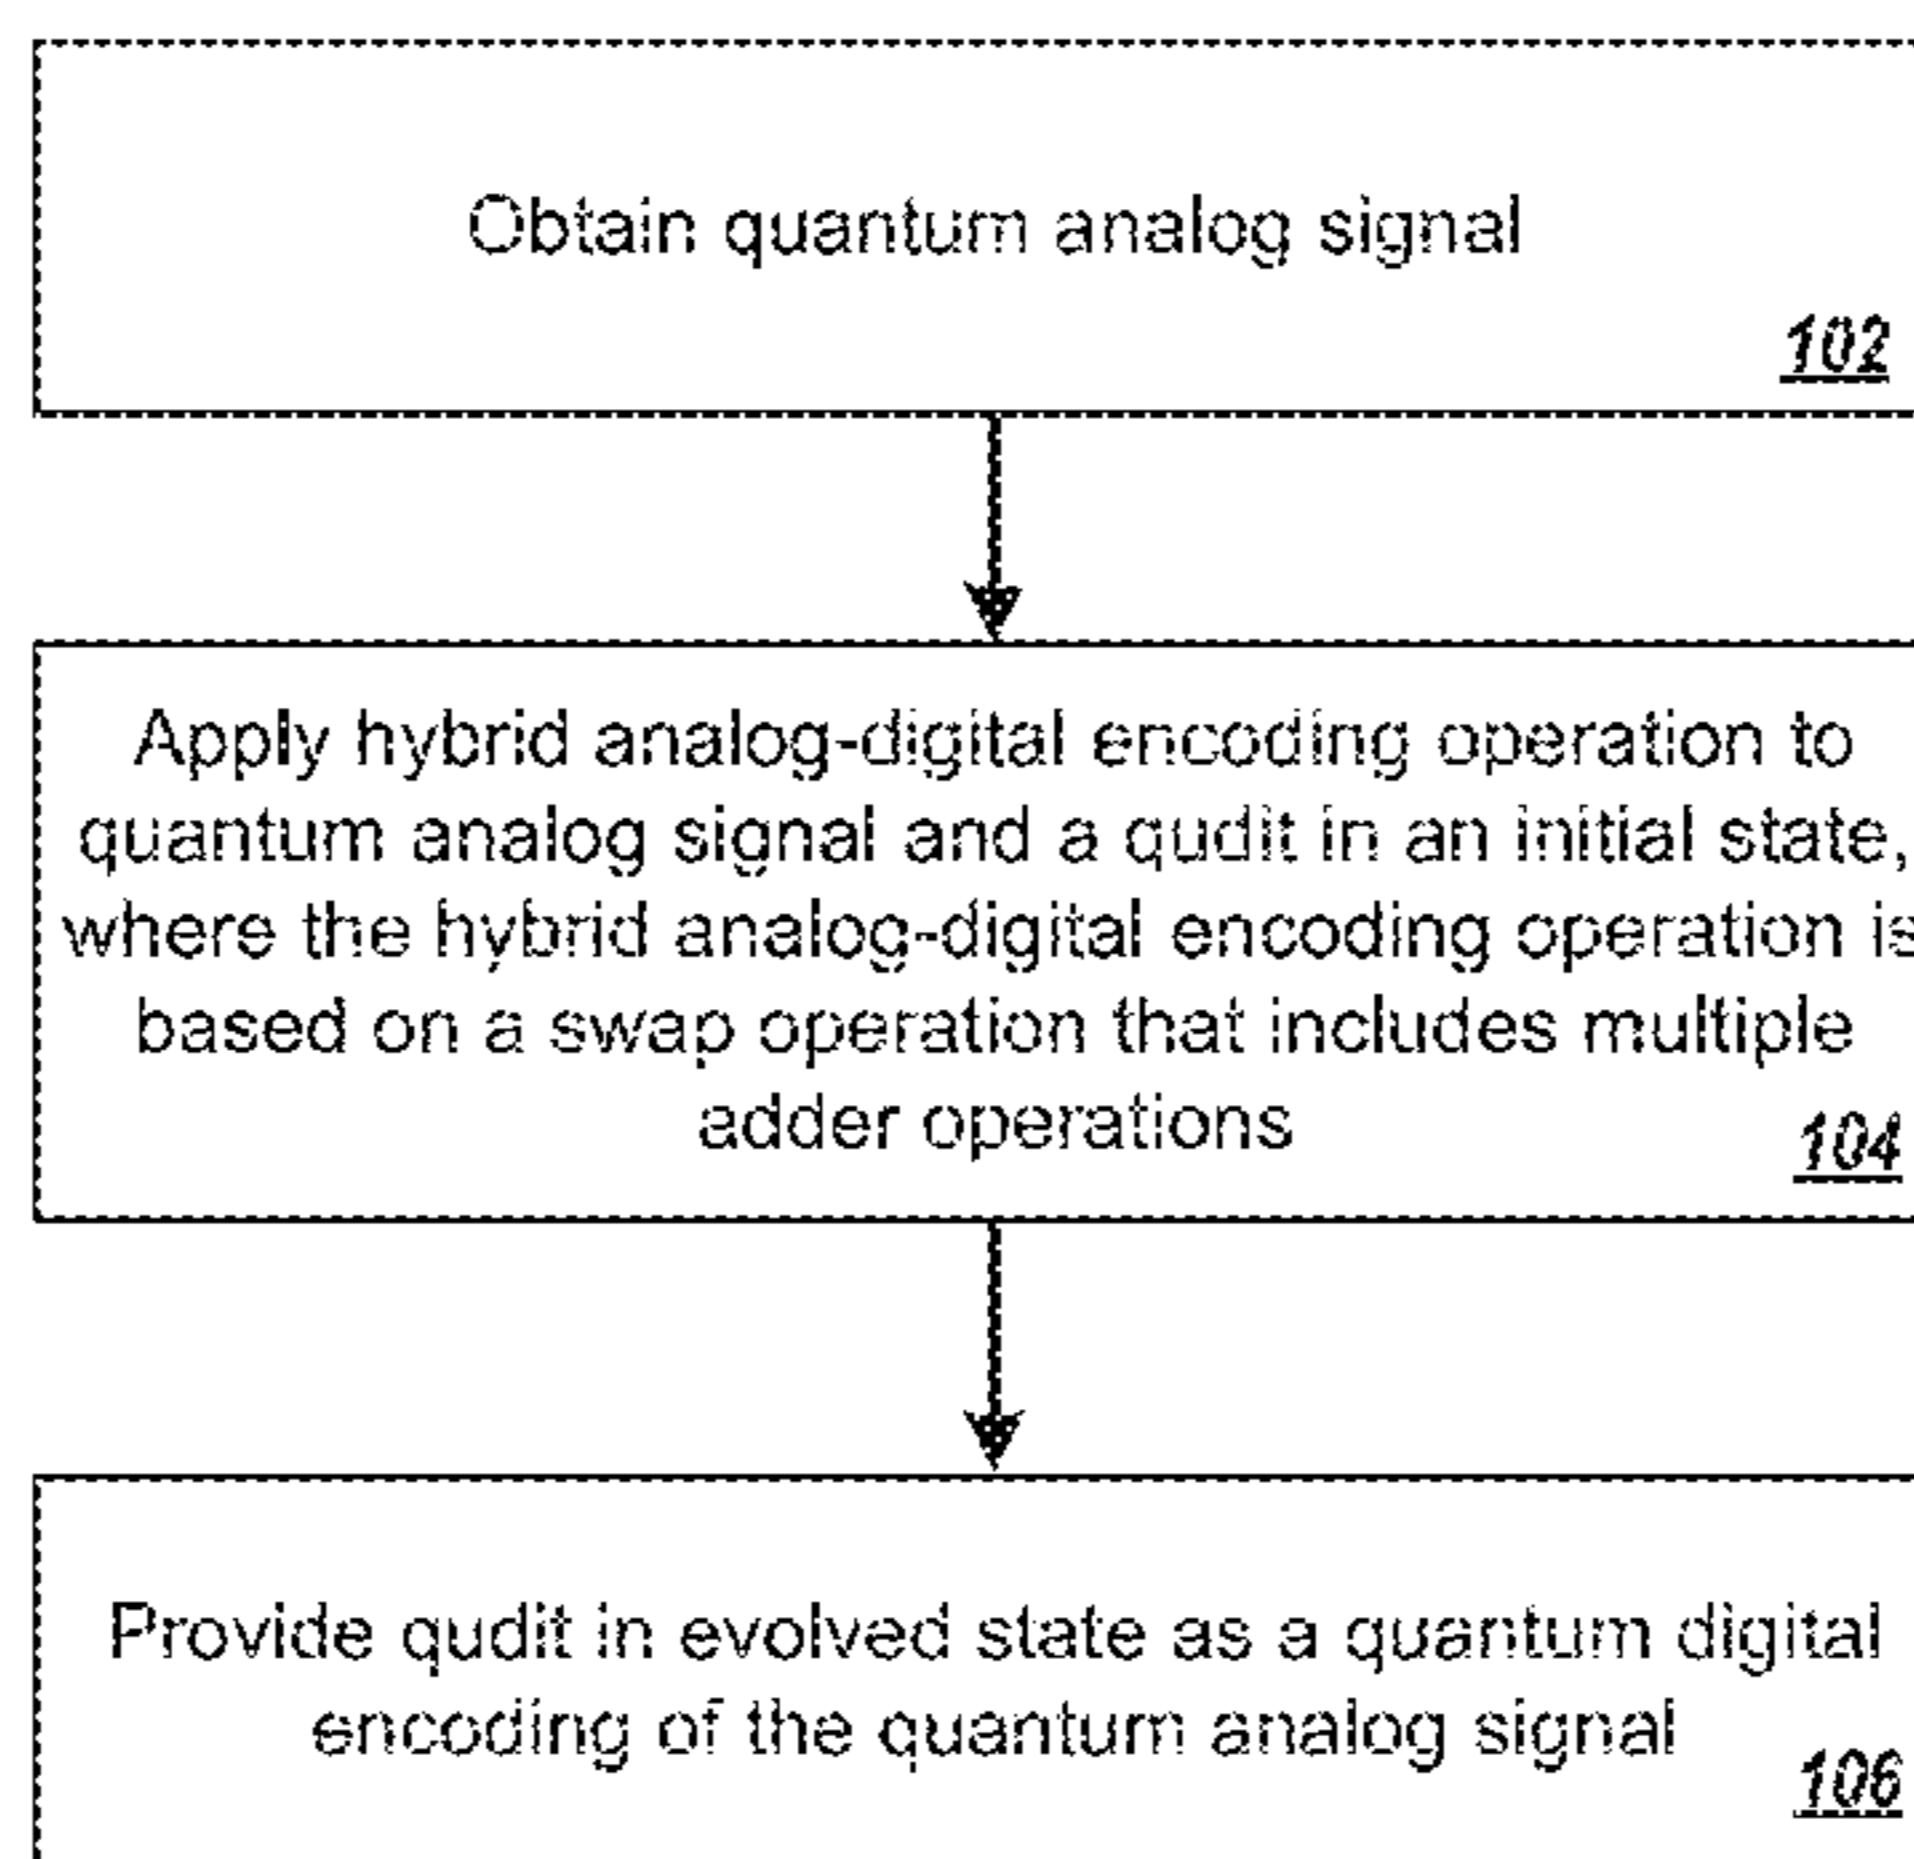 Obtain quantum analog signal
102
Apply hybrid analog-digital encoding operation to
quantum analog signal and a qudit in an initial state,
where the hybrid analog-digital encoding operation is
based on a swap operation that includes multiple
adder operations
104
Provide qudit in evolved state as a quantum digital
encoding of the quantum analog signal
106